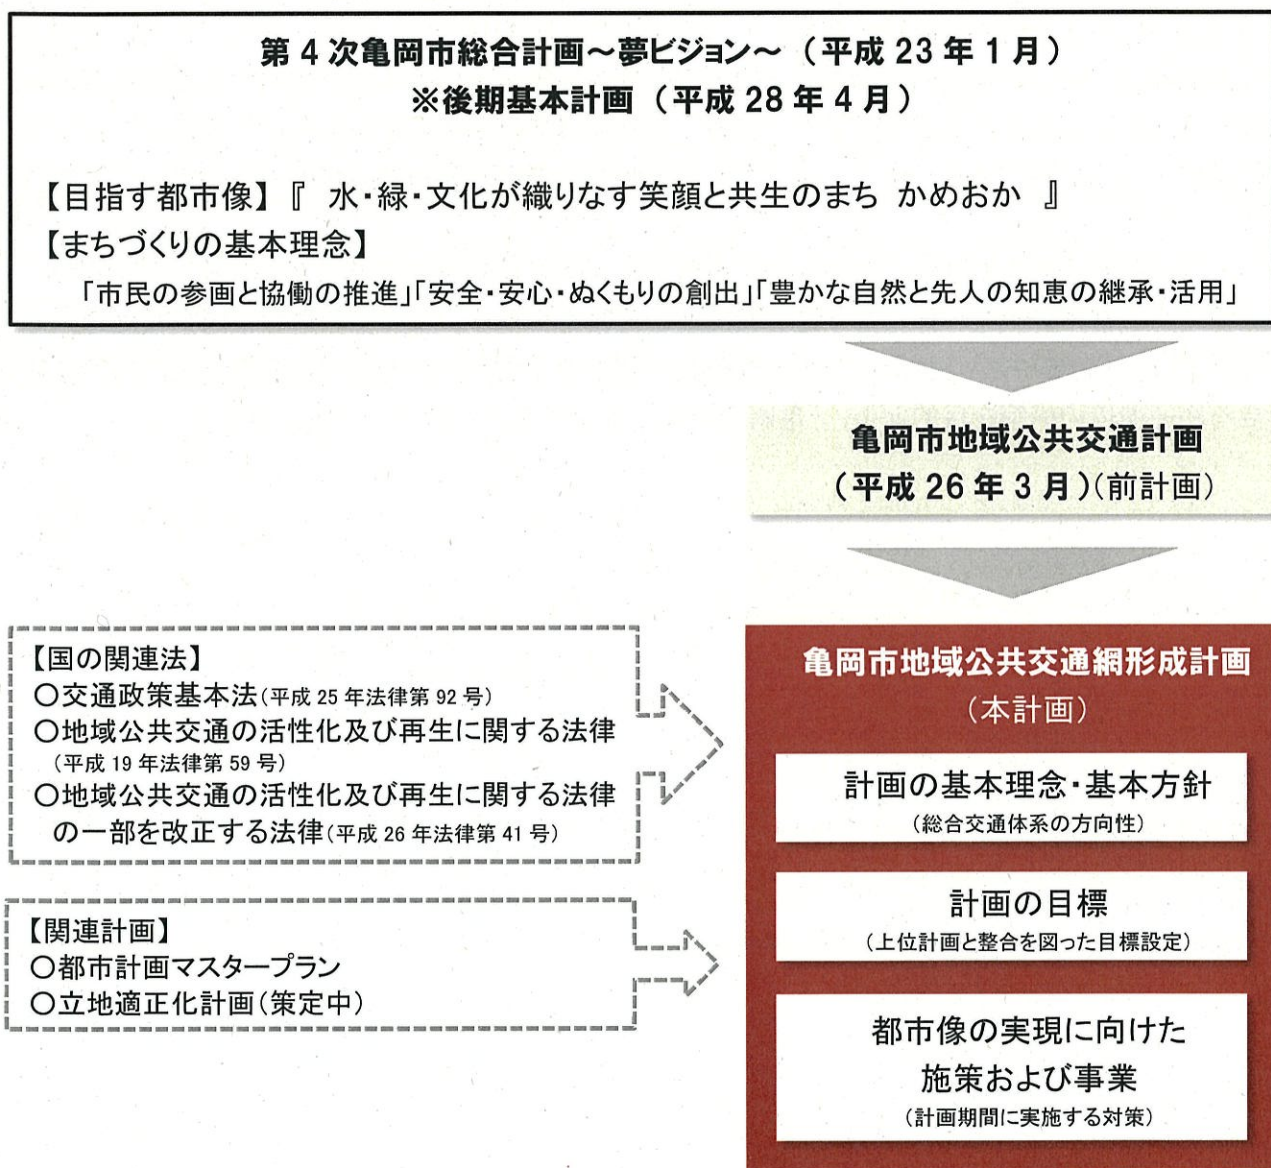 第4次亀岡市総合計画～夢ビジョン～（平成23年1月）
※後期基本計画（平成28年4月）
【目指す都市像】『 水・緑・文化が織りなす笑顔と共生のまち かめおか 』
【まちづくりの基本理念】
「市民の参画と協働の推進」「安全・安心・ぬくもりの創出」「豊かな自然と先人の知恵の継承・活用」
亀岡市地域公共交通計画
（平成26年3月）（前計画）
【国の関連法】
○交通政策基本法（平成25年法律第92号）
○地域公共交通の活性化及び再生に関する法律
（平成19年法律第59号）
○地域公共交通の活性化及び再生に関する法律
の一部を改正する法律（平成26年法律第41号）
【関連計画】
○都市計画マスタープラン
○立地適正化計画（策定中）
亀岡市地域公共交通網形成計画
（本計画）
計画の基本理念・基本方針
（総合交通体系の方向性）
計画の目標
（上位計画と整合を図った目標設定）
都市像の実現に向けた
施策および事業
（計画期間に実施する対策）